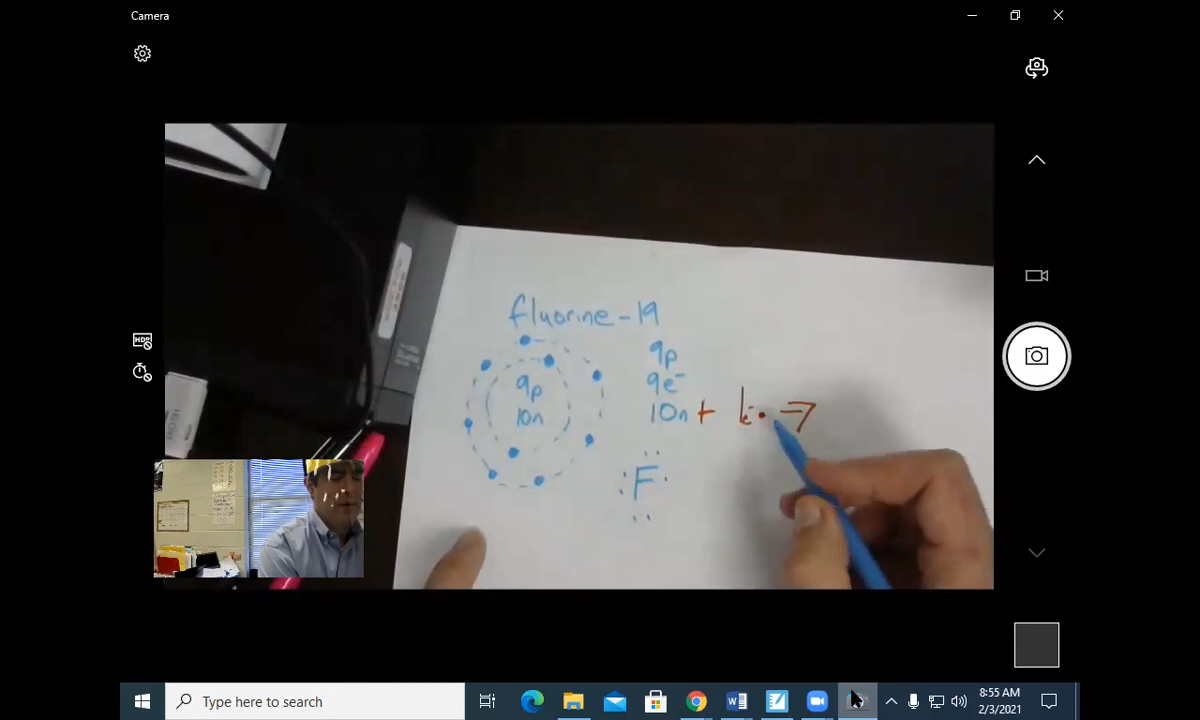 Camera
fluorine-19
9p
10n
9p
9e⁻
10n +
F
Type here to search
8:55 AM
2/3/2021